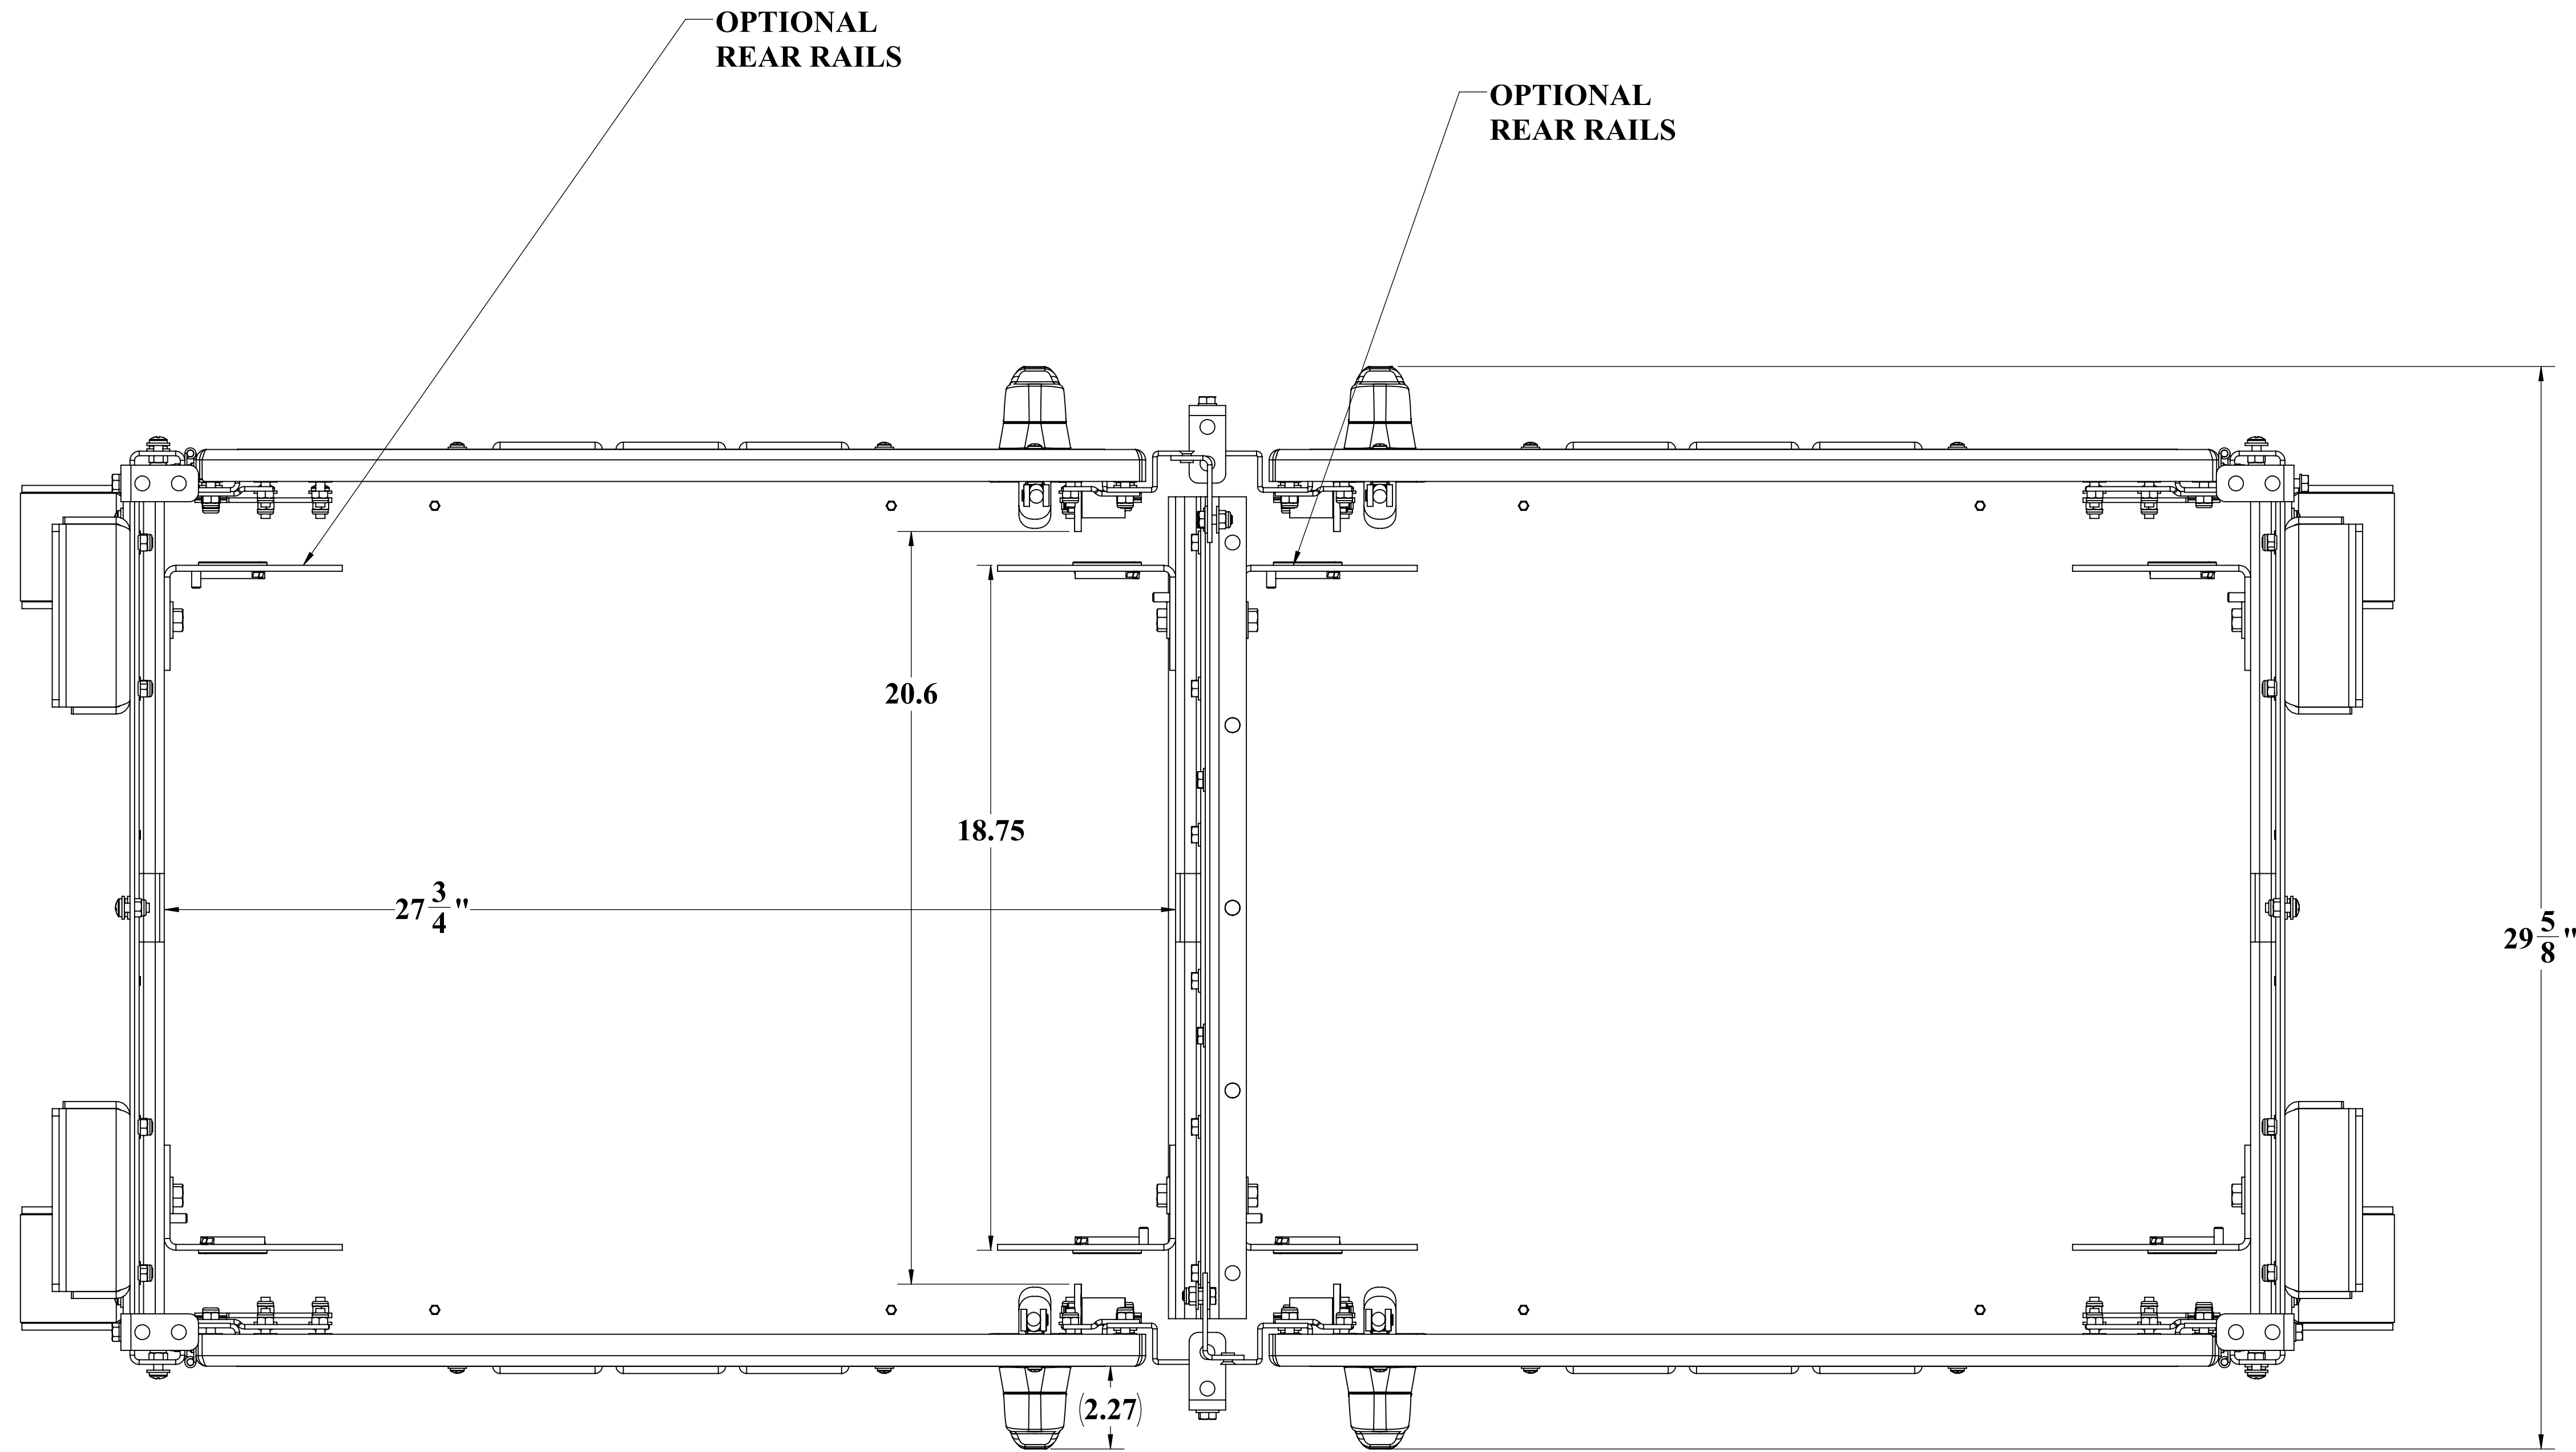 OPTIONAL
REAR RAILS
OPTIONAL
REAR RAILS
20.6
18.75
27 3/4 "
29 5/8 "
(2.27)